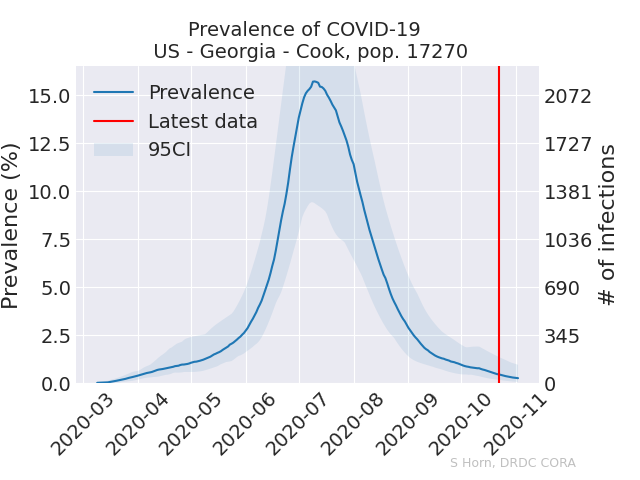 Prevalence of COVID-19
US - Georgia - Cook, pop. 17270
Prevalence
Latest data
95CI
Prevalence (%)
15.0
12.5
10.0
7.5
5.0
2.5
0.0
2072
1727
1381
1036
690
345
0
# of infections
2020-03
2020-04
2020-05
2020-06
2020-07
2020-08
2020-09
2020-10
2020-11
S Horn, DRDC CORA